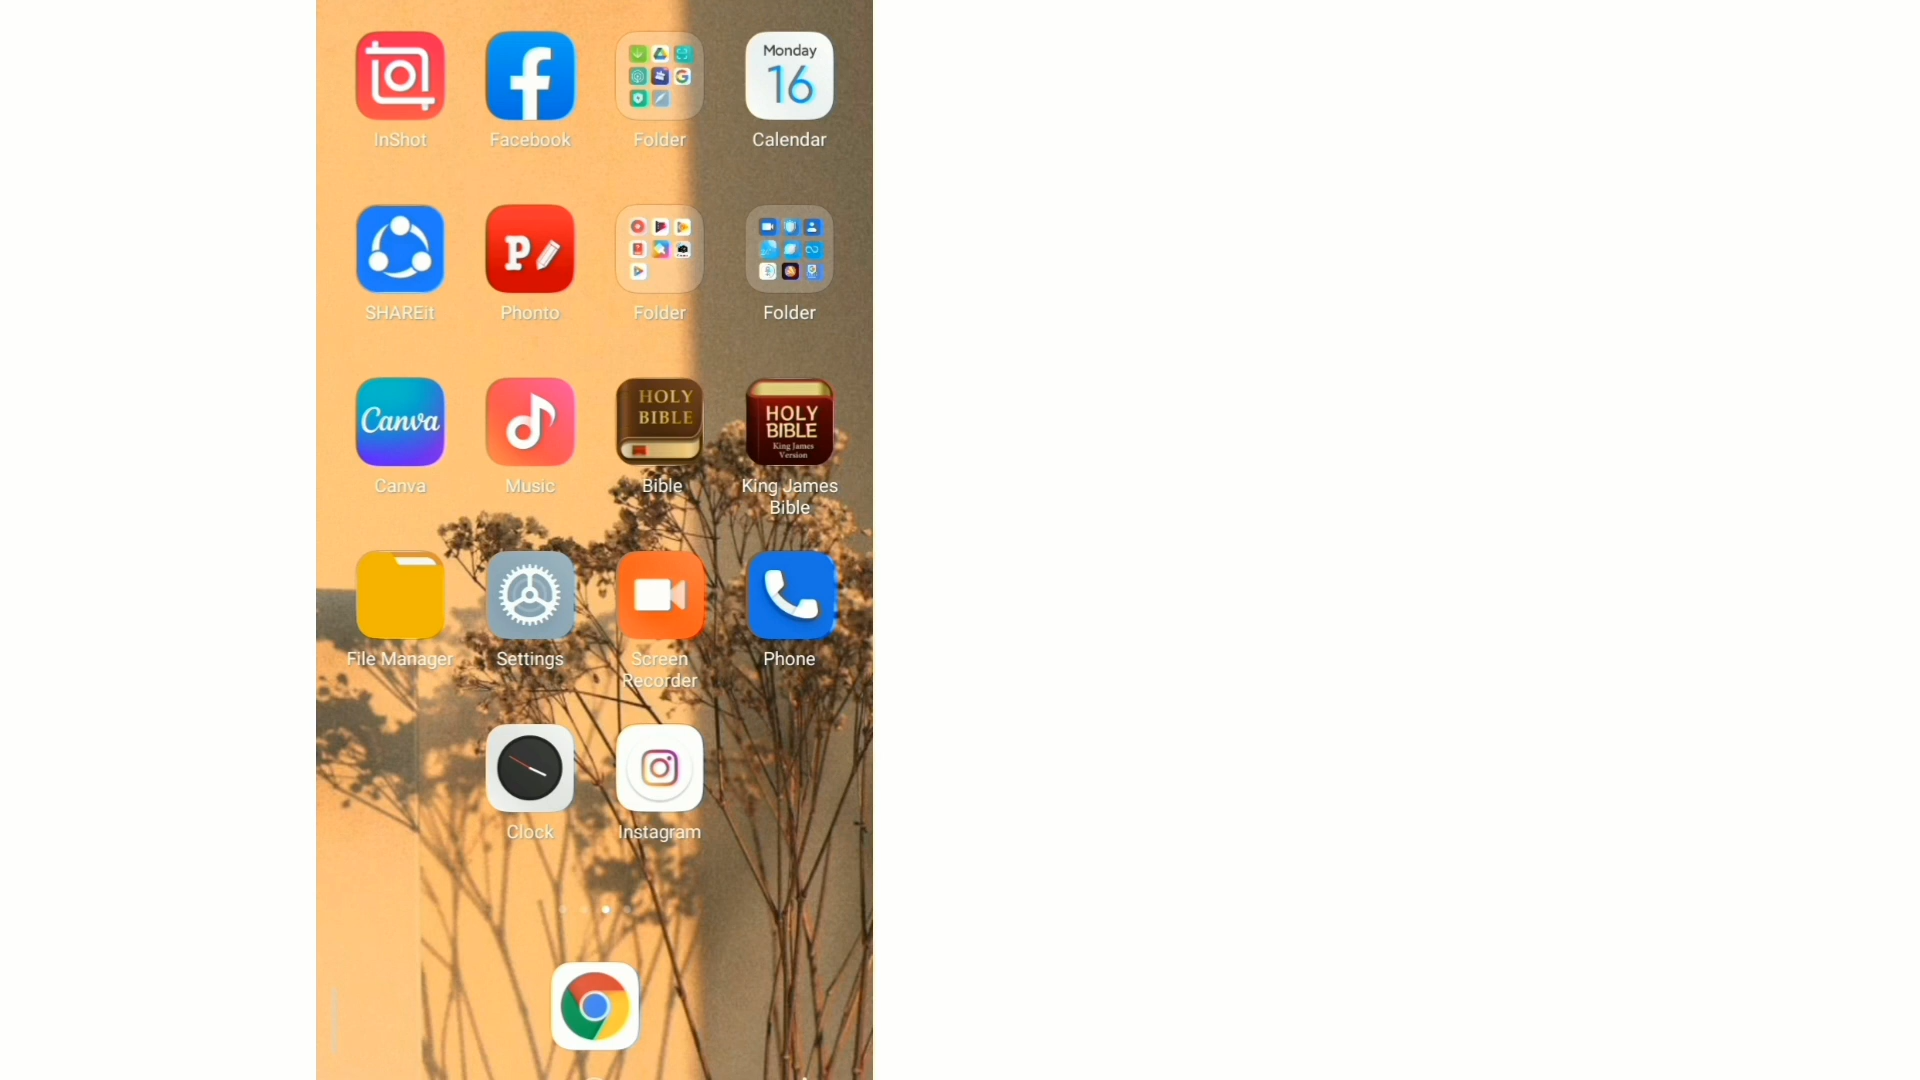 Monday
16
InShot
Facebook
Folder
Calendar
P
SHAREit
Phonto
Folder
Folder
Canva
HOLY
BIBLE
HOLY
BIBLE
King James
Version
Canva
Music
Bible
King James
Bible
File Manager
Settings
Screen
Recorder
Phone
Clock
Instagram